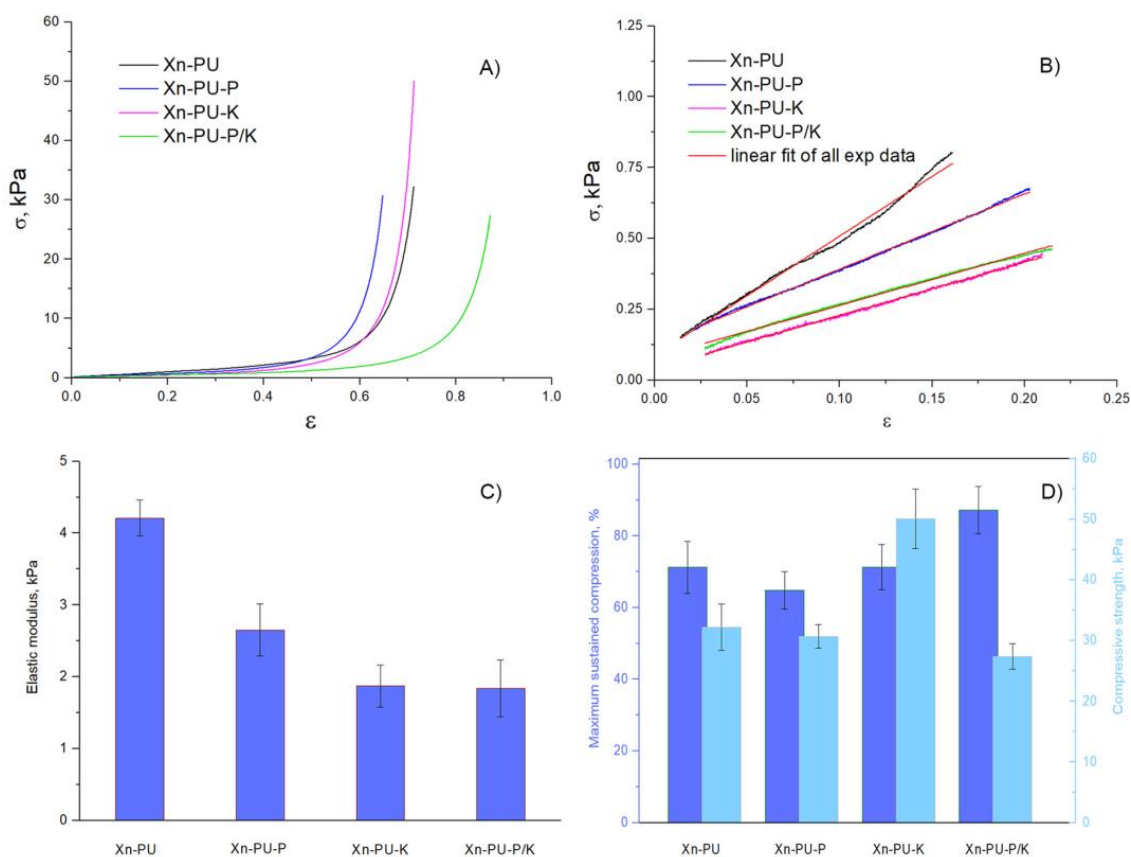 60
50
40
30
20
10
0
σ, kPa
Xn-PU
Xn-PU-P
Xn-PU-K
Xn-PU-P/K
A)
0.0 0.2 0.4 0.6 0.8 1.0
ε
1.25
1.00
0.75
0.50
0.25
0.00
σ, kPa
Xn-PU
Xn-PU-P
Xn-PU-K
Xn-PU-P/K
linear fit of all exp data
B)
0.00 0.05 0.10 0.15 0.20 0.25
ε
5
4
3
2
1
0
Elastic modulus, kPa
C)
Xn-PU Xn-PU-P Xn-PU-K Xn-PU-P/K
100
80
60
40
20
0
Maximum sustained compression, %
D)
60
50
40
30
20
10
0
Compressive strength, kPa
Xn-PU Xn-PU-P Xn-PU-K Xn-PU-P/K